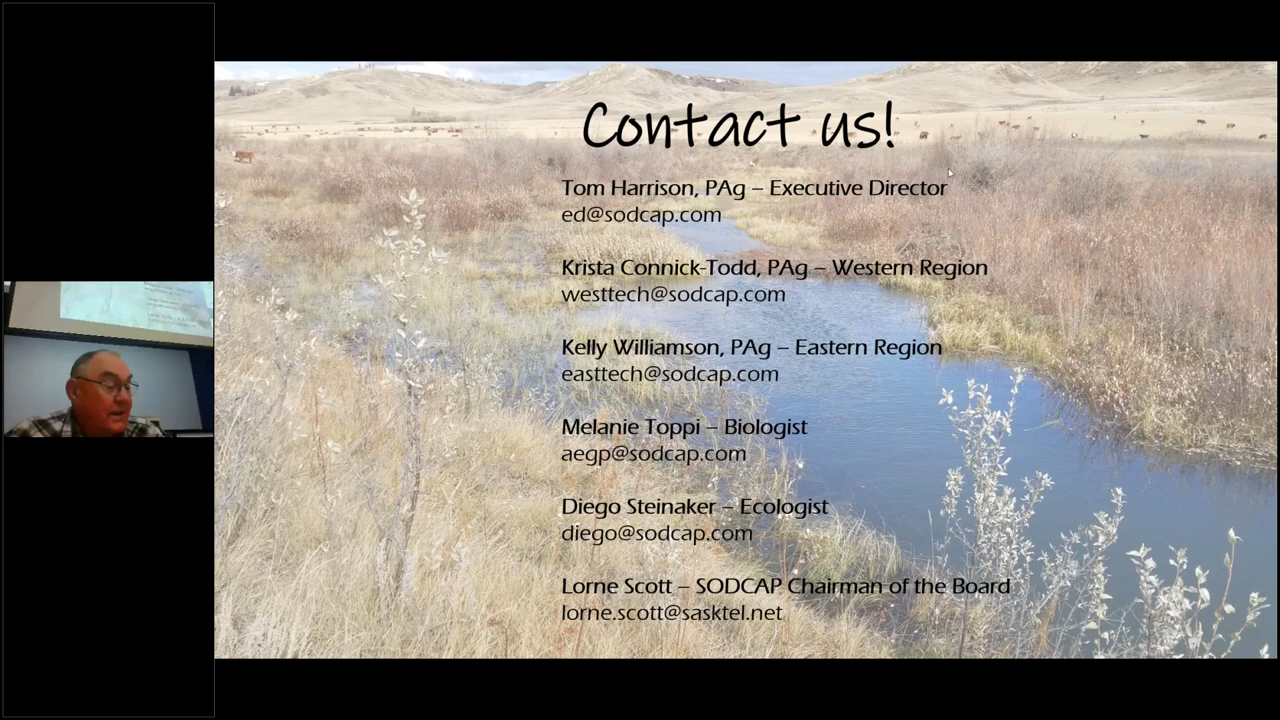 Contact us!
Tom Harrison, PAg – Executive Director
ed@sodcap.com
Krista Connick-Todd, PAg – Western Region
westtech@sodcap.com
Kelly Williamson, PAg – Eastern Region
easttech@sodcap.com
Melanie Toppi – Biologist
aegp@sodcap.com
Diego Steinaker – Ecologist
diego@sodcap.com
Lorne Scott – SODCAP Chairman of the Board
lorne.scott@sasktel.net